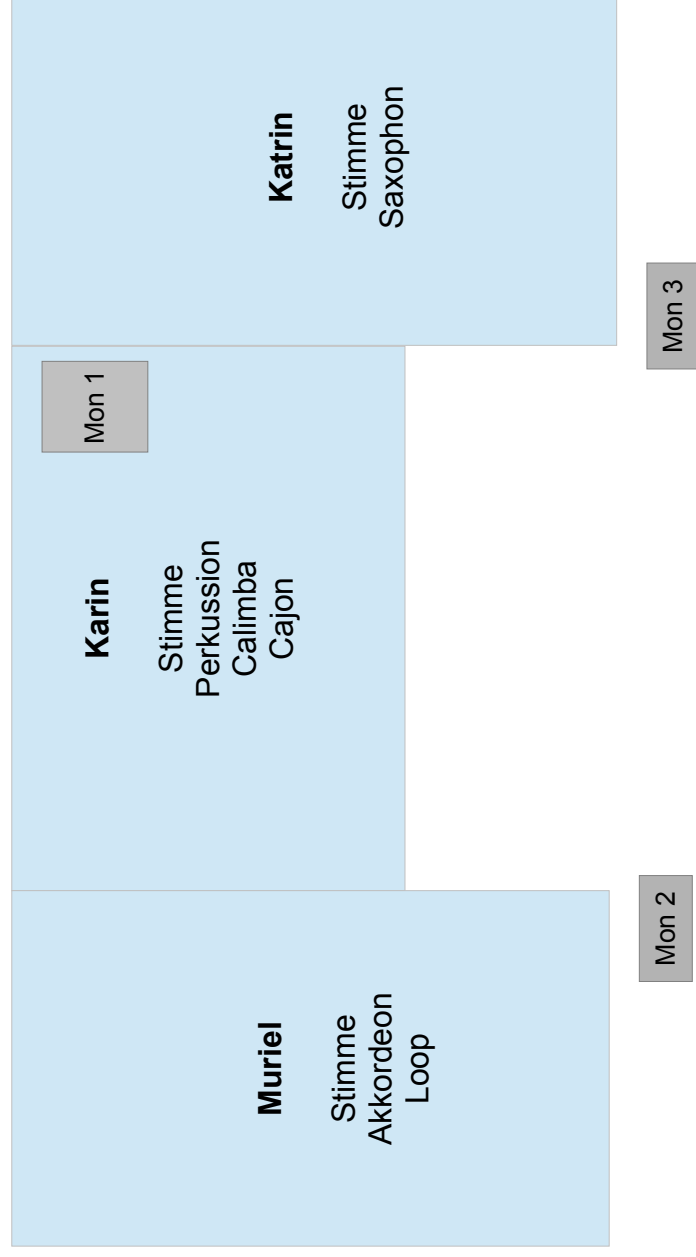 Muriel
Stimme
Akkordeon
Loop
Karin
Stimme
Perkussion
Calimba
Cajon
Katrin
Stimme
Saxophon
Mon 1
Mon 2
Mon 3